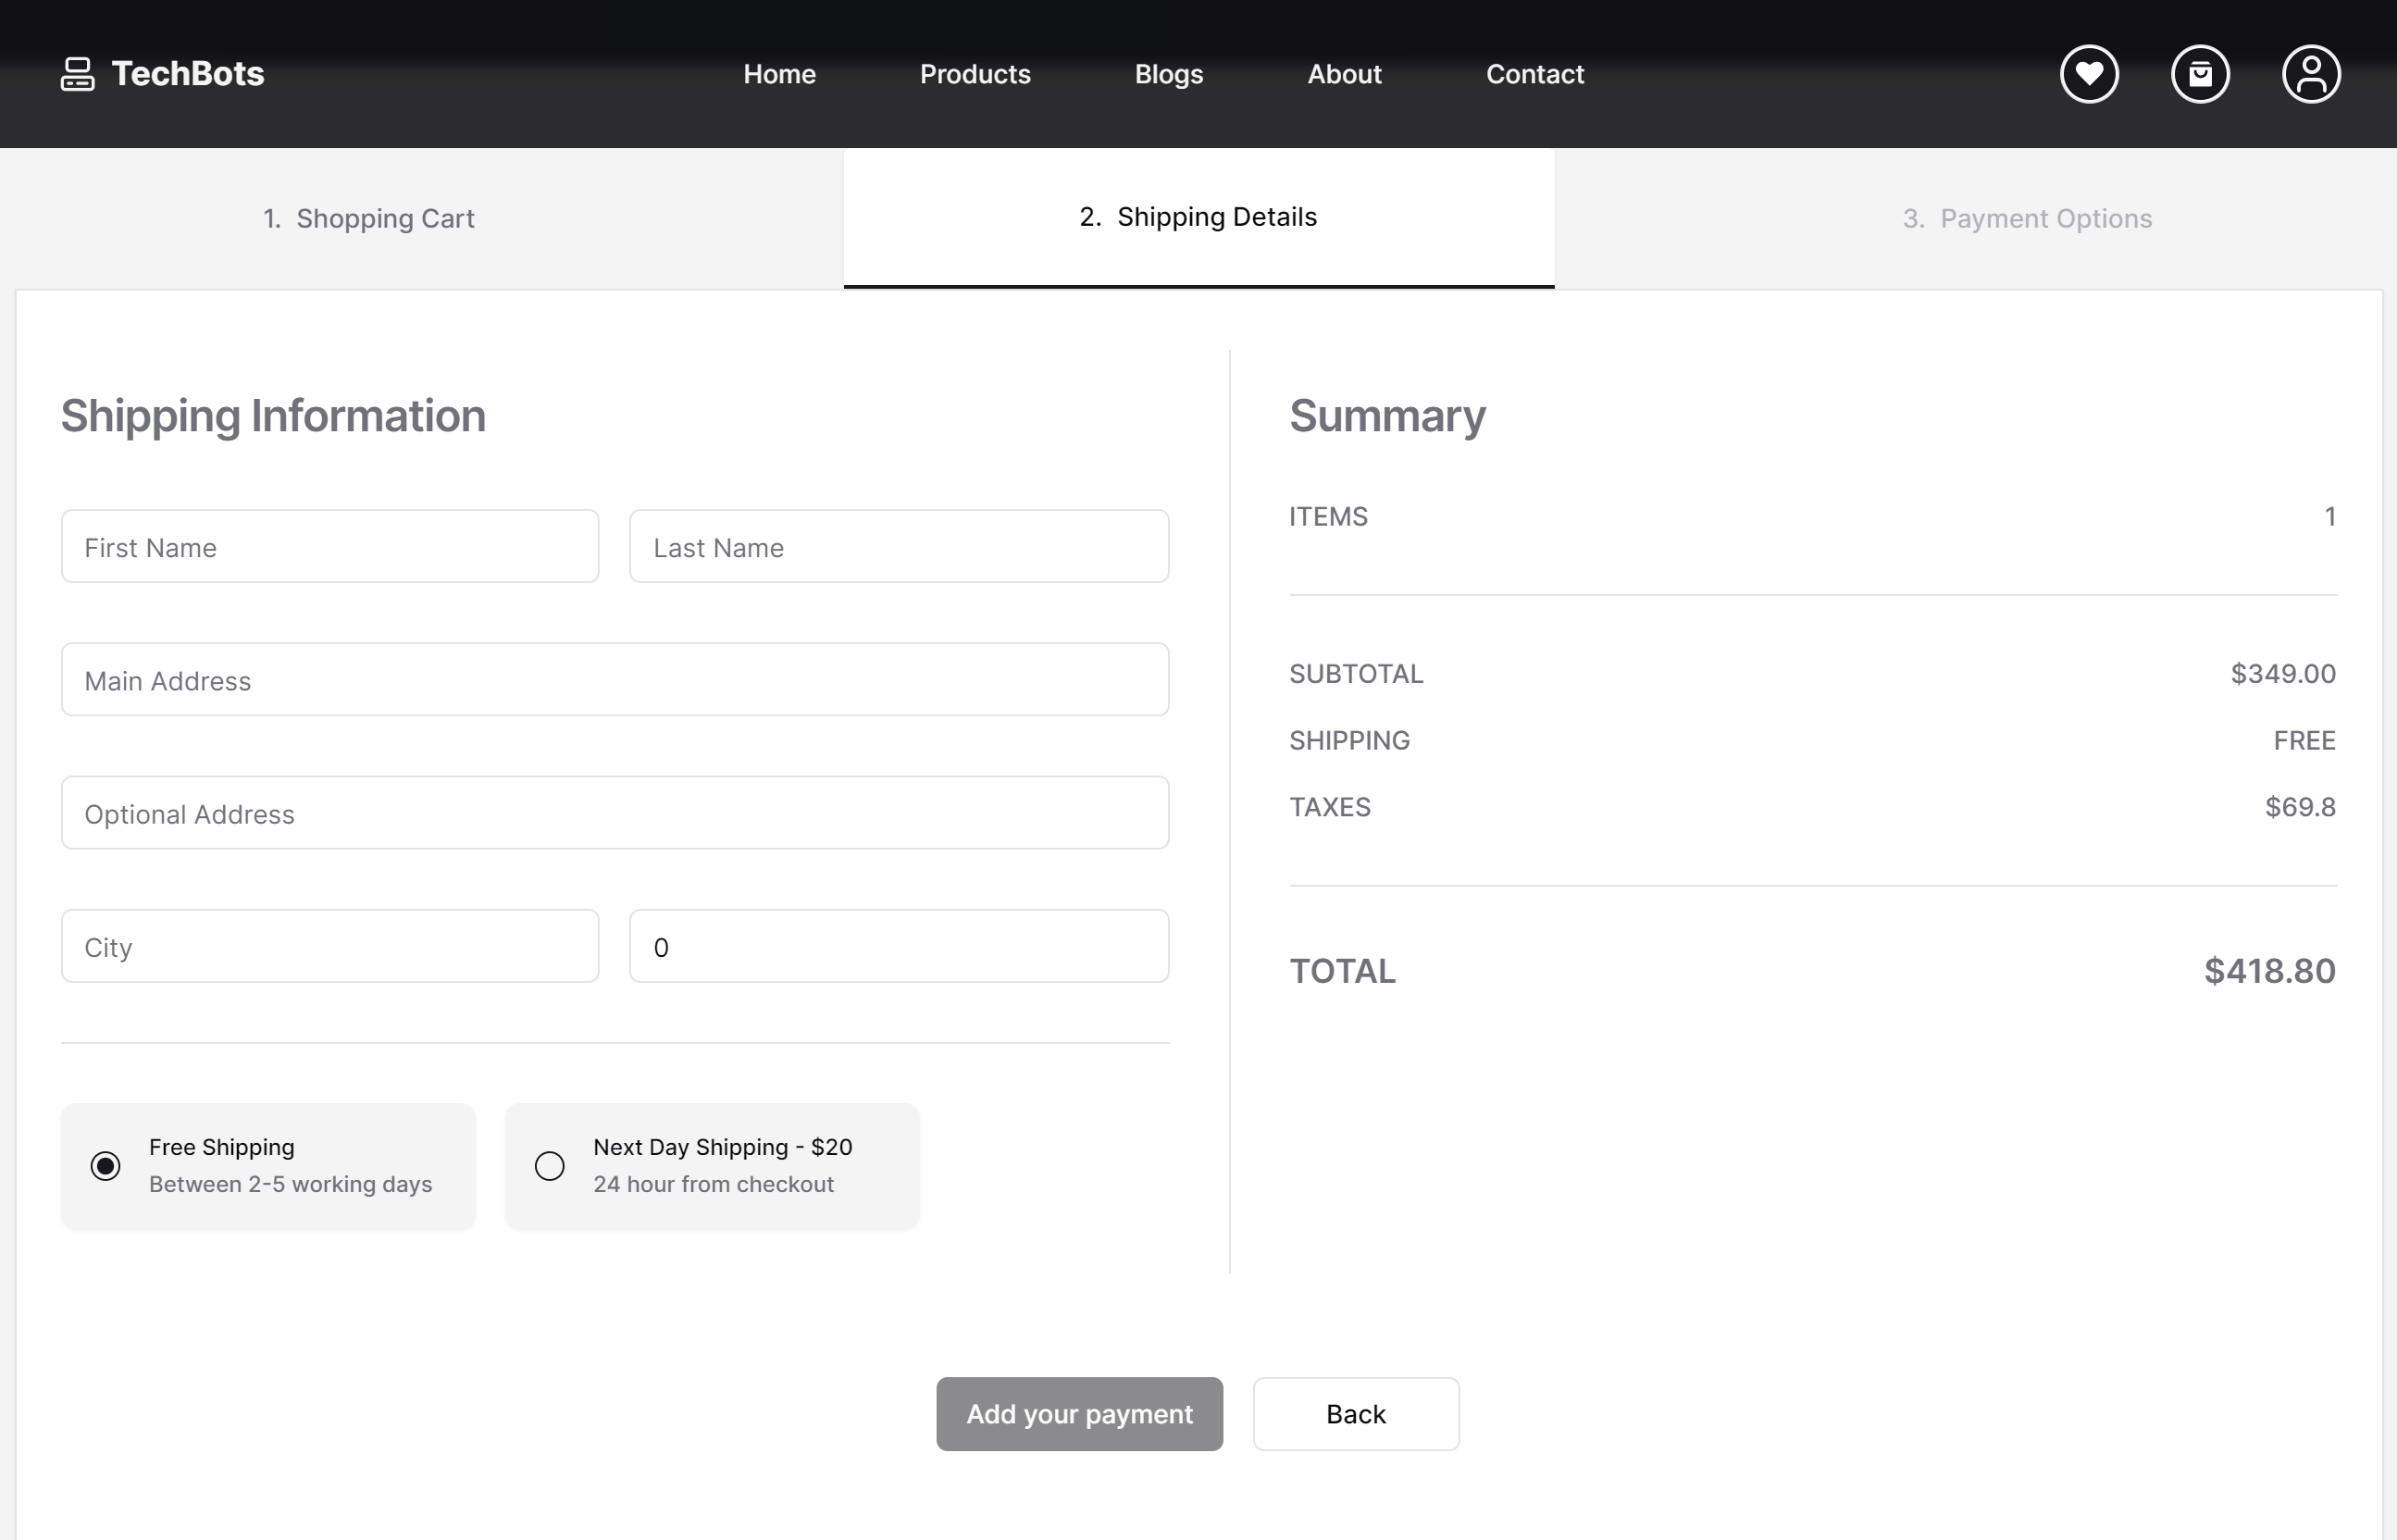 TechBots
Home Products Blogs About Contact
1. Shopping Cart
2. Shipping Details
3. Payment Options
Shipping Information
First Name Last Name
Main Address
Optional Address
City 0
Free Shipping
Between 2-5 working days
Next Day Shipping - $20
24 hour from checkout
Summary
ITEMS 1
SUBTOTAL $349.00
SHIPPING FREE
TAXES $69.8
TOTAL $418.80
Add your payment Back